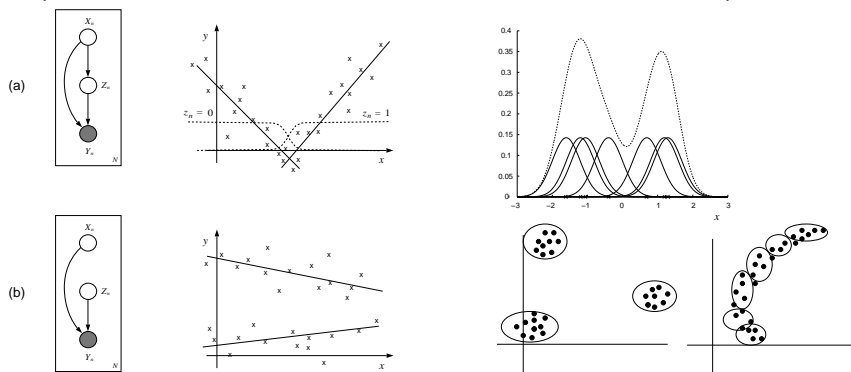 (a)
X_n
Z_n
Y_n
N
y
z_n = 0
z_n = 1
x
0.4
0.35
0.3
0.25
0.2
0.15
0.1
0.05
0
−3 −2 −1 0 1 2 3
x
(b)
X_n
Z_n
Y_n
N
y
x